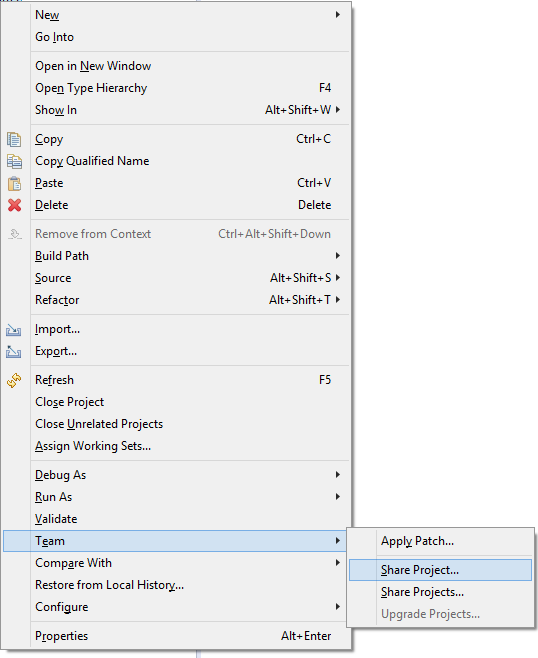 New
Go Into
Open in New Window
Open Type Hierarchy F4
Show In Alt+Shift+W
Copy Ctrl+C
Copy Qualified Name
Paste Ctrl+V
Delete Delete
Remove from Context Ctrl+Alt+Shift+Down
Build Path
Source Alt+Shift+S
Refactor Alt+Shift+T
Import...
Export...
Refresh F5
Close Project
Close Unrelated Projects
Assign Working Sets...
Debug As
Run As
Validate
Team
Apply Patch...
Compare With
Share Project...
Restore from Local History...
Share Projects...
Configure
Upgrade Projects...
Properties Alt+Enter